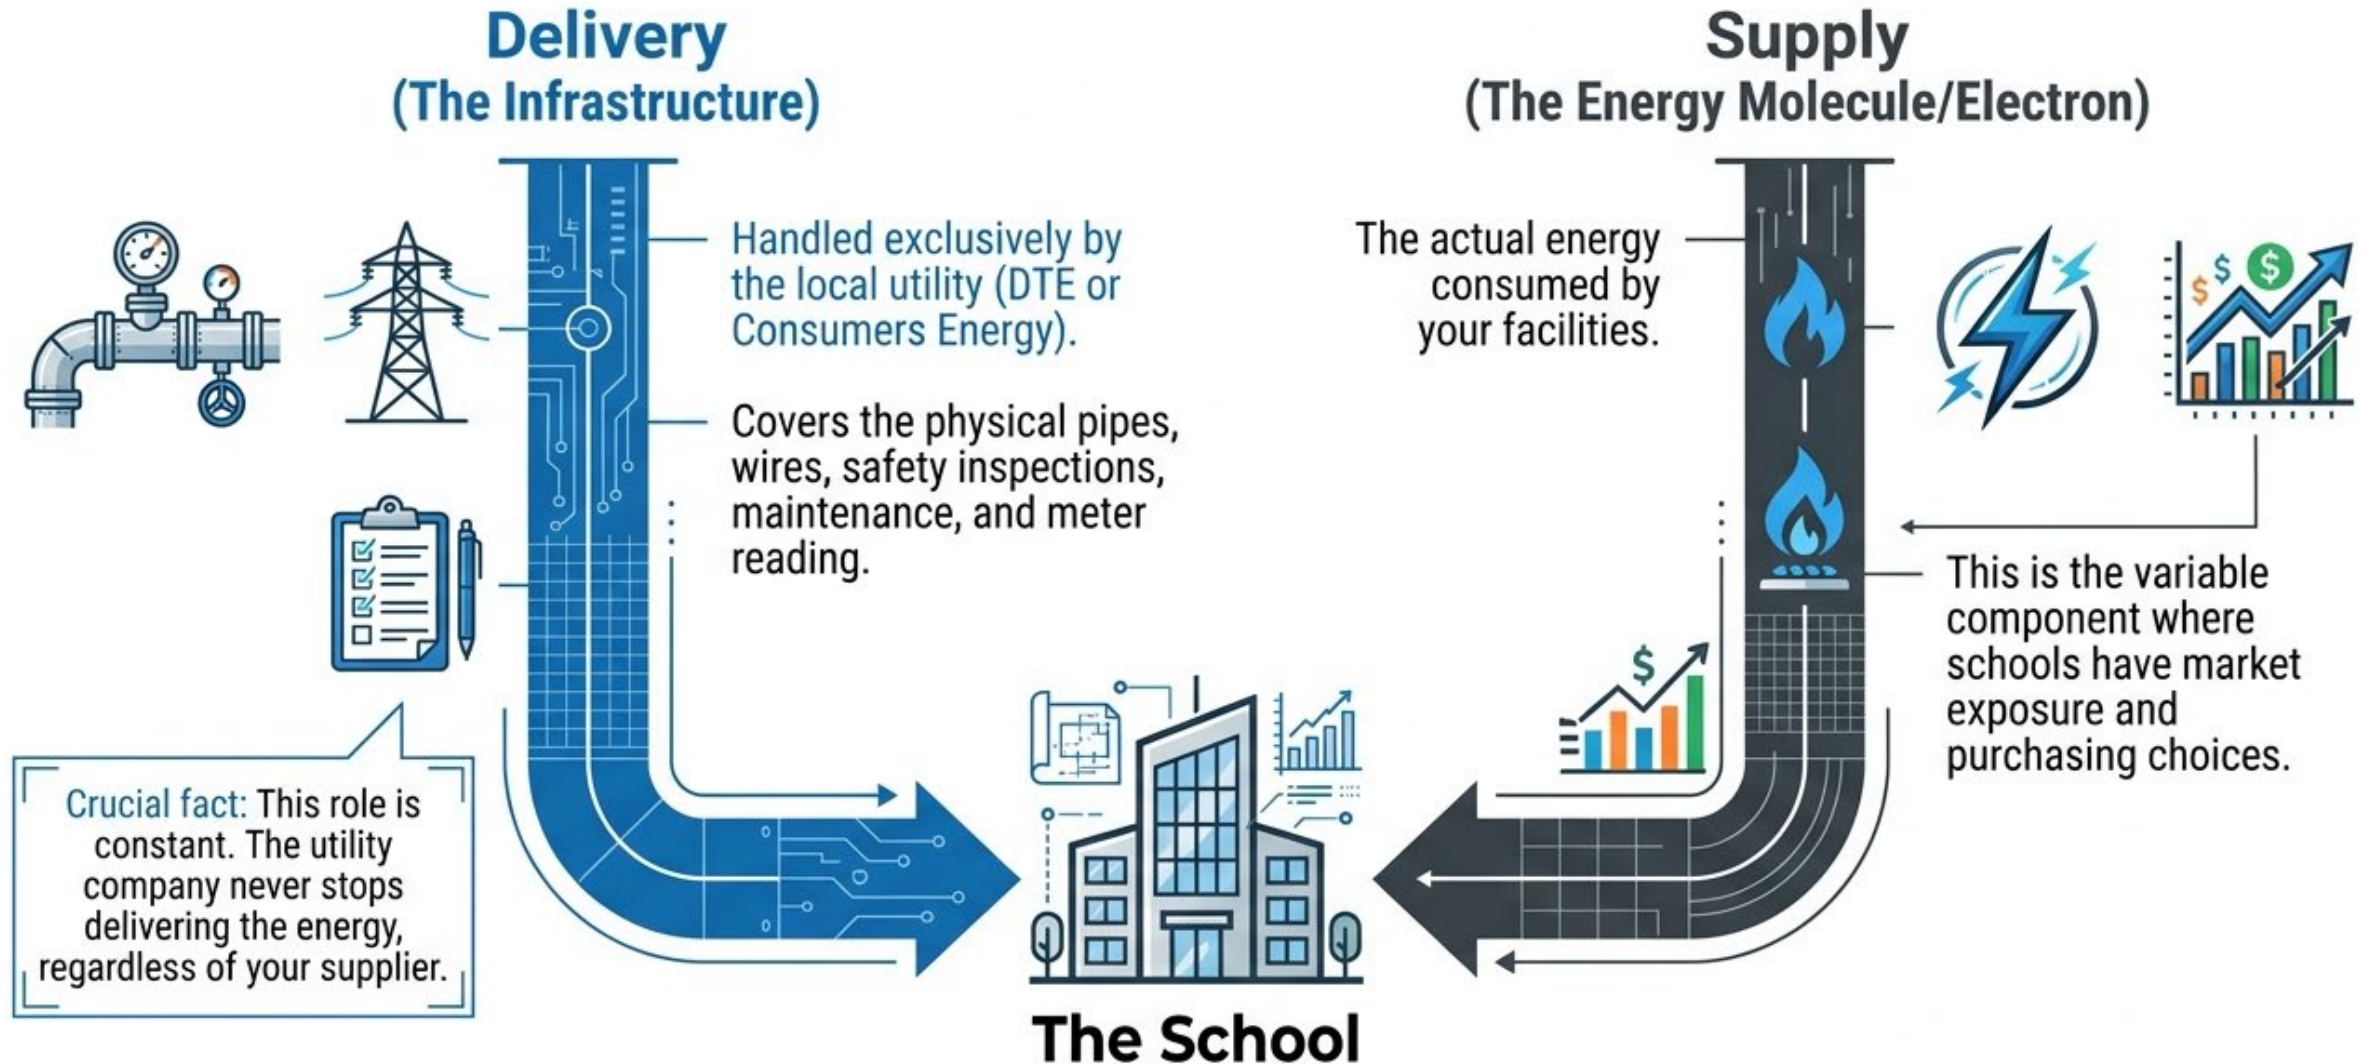 Delivery
(The Infrastructure)
Handled exclusively by
the local utility (DTE or
Consumers Energy).
Covers the physical pipes,
wires, safety inspections,
maintenance, and meter
reading.
Crucial fact: This role is
constant. The utility
company never stops
delivering the energy,
regardless of your supplier.
Supply
(The Energy Molecule/Electron)
The actual energy
consumed by
your facilities.
$ $ $
This is the variable
component where
schools have market
exposure and
purchasing choices.
$
The School